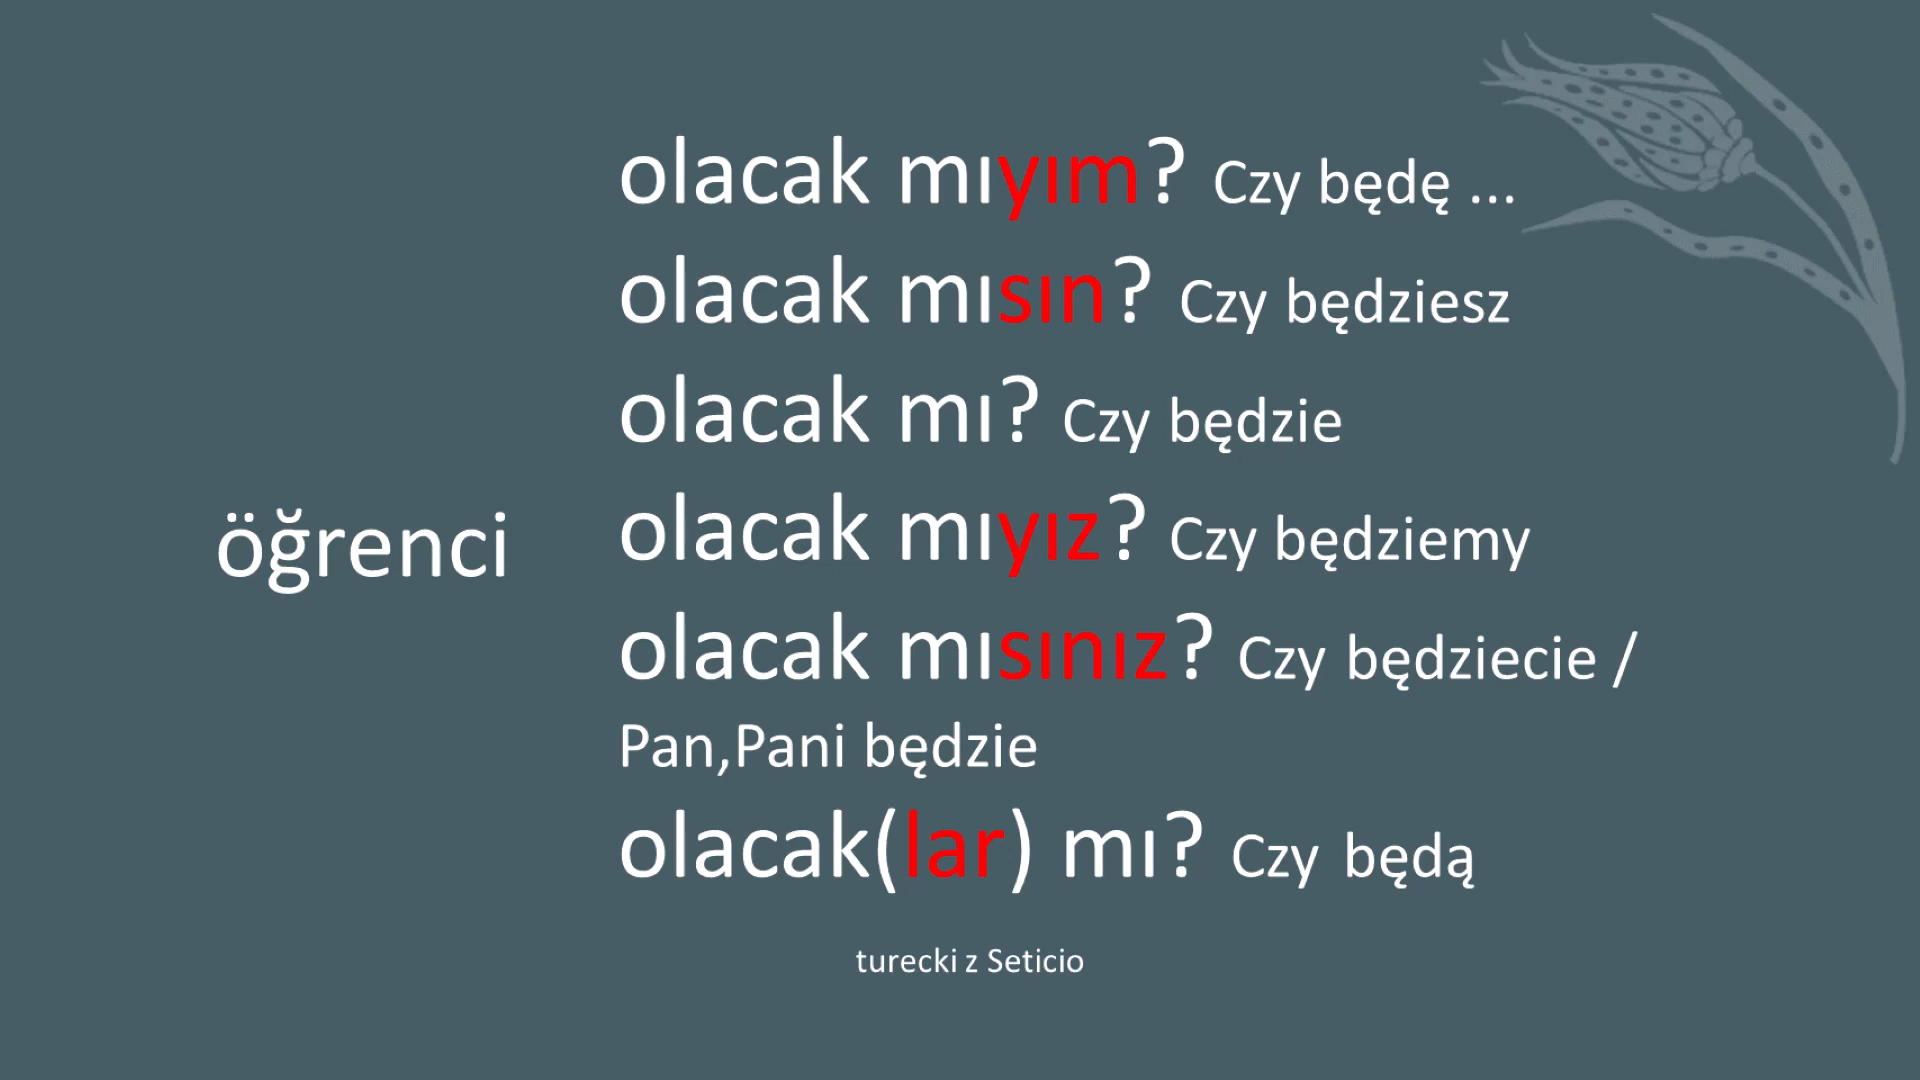 olacak mıyım? Czy będę ...
olacak mısın? Czy będziesz
olacak mı? Czy będzie
öğrenci
olacak mıyız? Czy będziemy
olacak mısınız? Czy będziecie /
Pan,Pani będzie
olacak(lar) mı? Czy będą
turecki z Seticio